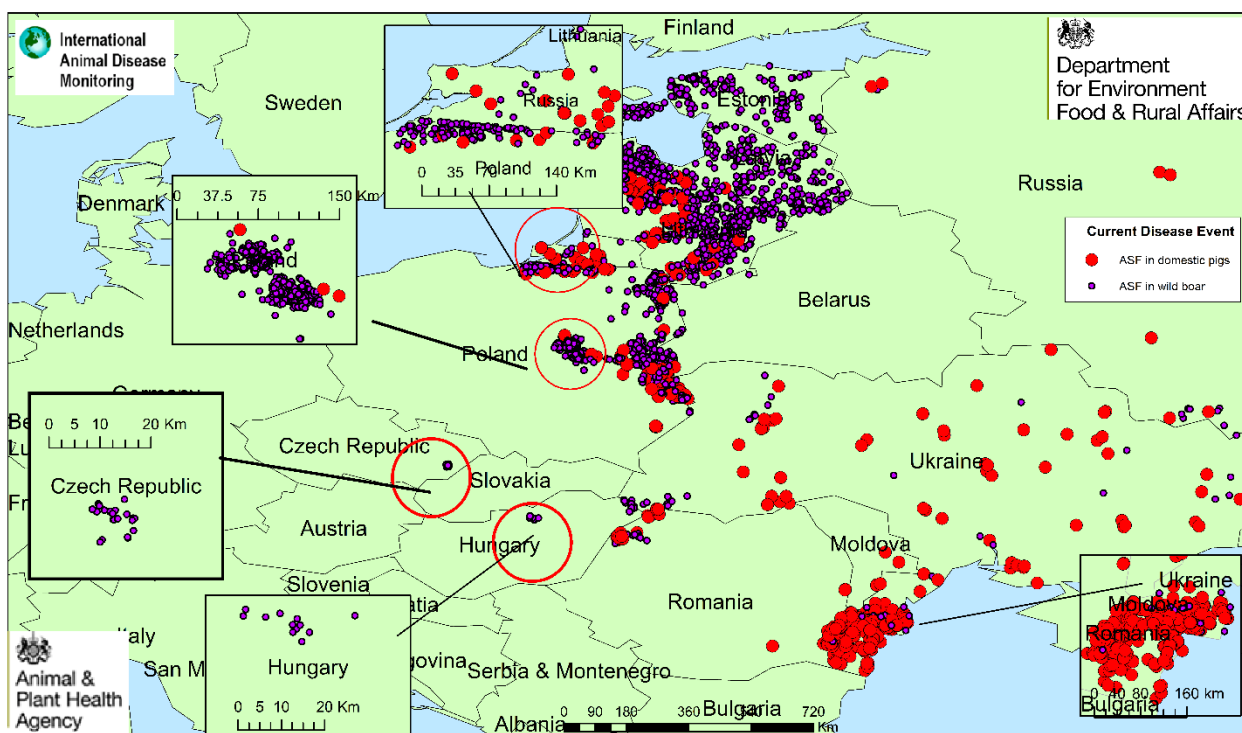 International
Animal Disease
Monitoring
Department
for Environment
Food & Rural Affairs
Finland
Lithuania
Sweden
Russia
Estonia
Latvia
Poland
0 35 70 140 Km
Russia
Denmark
0 37.5 75 150 Km
Current Disease Event
ASF in domestic pigs
ASF in wild boar
Belarus
Netherlands
Poland
0 5 10 20 Km
Czech Republic
Czech Republic
Slovakia
Ukraine
Austria
Hungary
Moldova
Slovenia
Ukraine
Moldova
Romania
Romania
Hungary
0 5 10 20 Km
Serbia & Montenegro
0 40 80 160 km
Bulgaria
Bulgaria
Albania
0 90 180 360 540 720
Km
Animal &
Plant Health
Agency